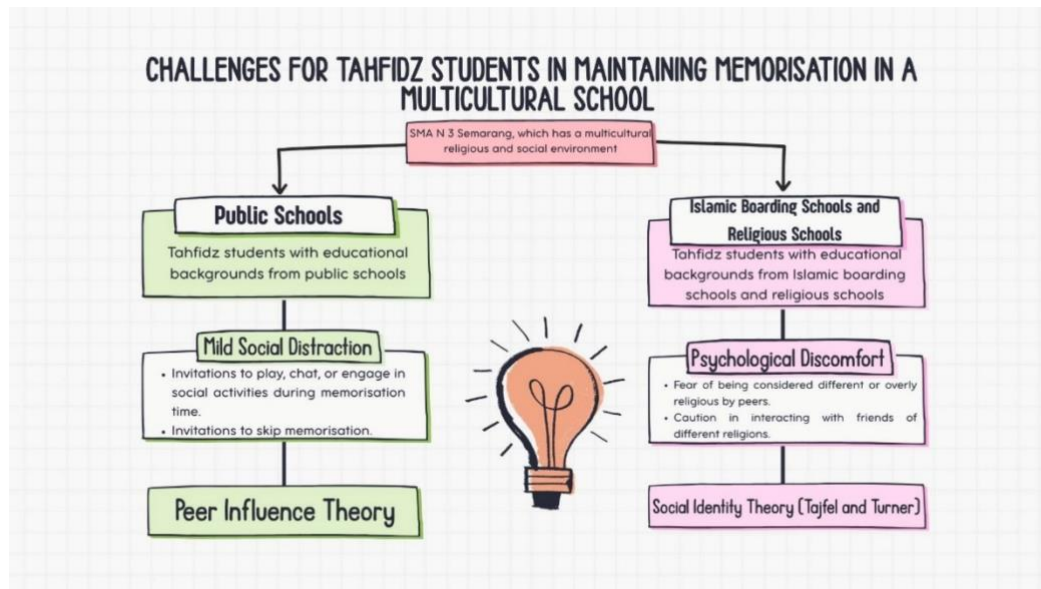 CHALLENGES FOR TAHFIDZ STUDENTS IN MAINTAINING MEMORISATION IN A
MULTICULTURAL SCHOOL
SMA N 3 Semarang, which has a multicultural
religious and social environment
Public Schools
Tahfidz students with educational
backgrounds from public schools
Mild Social Distraction
• Invitations to play, chat, or engage in
social activities during memorisation
time.
• Invitations to skip memorisation.
Peer Influence Theory
Islamic Boarding Schools and
Religious Schools
Tahfidz students with educational
backgrounds from Islamic boarding
schools and religious schools
Psychological Discomfort
• Fear of being considered different or overly
religious by peers.
• Caution in interacting with friends of
different religions.
Social Identity Theory (Tajfel and Turner)